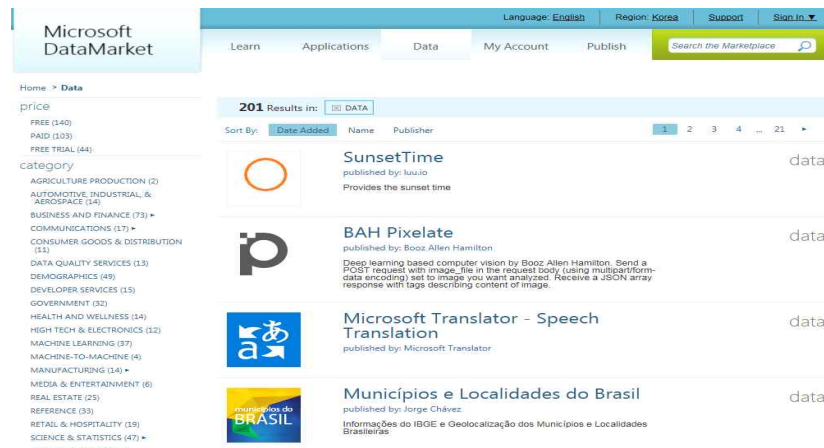 Microsoft
DataMarket
Language: English
Region: Korea
Support
Sign In ▼
Learn
Applications
Data
My Account
Publish
Search the Marketplace
Home > Data
price
FREE (140)
PAID (103)
FREE TRIAL (44)
category
AGRICULTURE PRODUCTION (2)
AUTOMOTIVE, INDUSTRIAL, &
AEROSPACE (14)
BUSINESS AND FINANCE (73) ►
COMMUNICATIONS (17) ►
CONSUMER GOODS & DISTRIBUTION
(11)
DATA QUALITY SERVICES (13)
DEMOGRAPHICS (49)
DEVELOPER SERVICES (15)
GOVERNMENT (32)
HEALTH AND WELLNESS (14)
HIGH TECH & ELECTRONICS (12)
MACHINE LEARNING (37)
MACHINE-TO-MACHINE (4)
MANUFACTURING (14) ►
MEDIA & ENTERTAINMENT (6)
REAL ESTATE (25)
REFERENCE (33)
RETAIL & HOSPITALITY (19)
SCIENCE & STATISTICS (47) ►
201 Results in: DATA
Sort By: Date Added Name Publisher
1 2 3 4 ... 21 ►
SunsetTime
data
published by: luu.io
Provides the sunset time
BAH Pixelate
data
published by: Booz Allen Hamilton
Deep learning based computer vision by Booz Allen Hamilton. Send a
POST request with image_file in the request body (using multipart/form-
data encoding) set to image you want analyzed. Receive a JSON array
response with tags describing content of image.
あ
a
Microsoft Translator - Speech
Translation
data
published by: Microsoft Translator
municípios do
BRASIL
Municípios e Localidades do Brasil
data
published by: Jorge Chávez
Informações do IBGE e Geolocalização dos Municípios e Localidades
Brasileiras